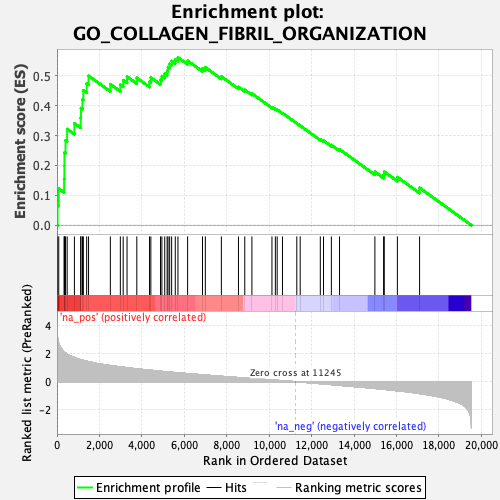 Enrichment plot:
GO_COLLAGEN_FIBRIL_ORGANIZATION
Enrichment score (ES)
0.5
0.4
0.3
0.2
0.1
0.0
'na_pos' (positively correlated)
Ranked list metric (PreRanked)
4
2
0
-2
Zero cross at 11245
'na_neg' (negatively correlated)
0
2,000
4,000
6,000
8,000
10,000
12,000
14,000
16,000
18,000
20,000
Rank in Ordered Dataset
Enrichment profile
Hits
Ranking metric scores